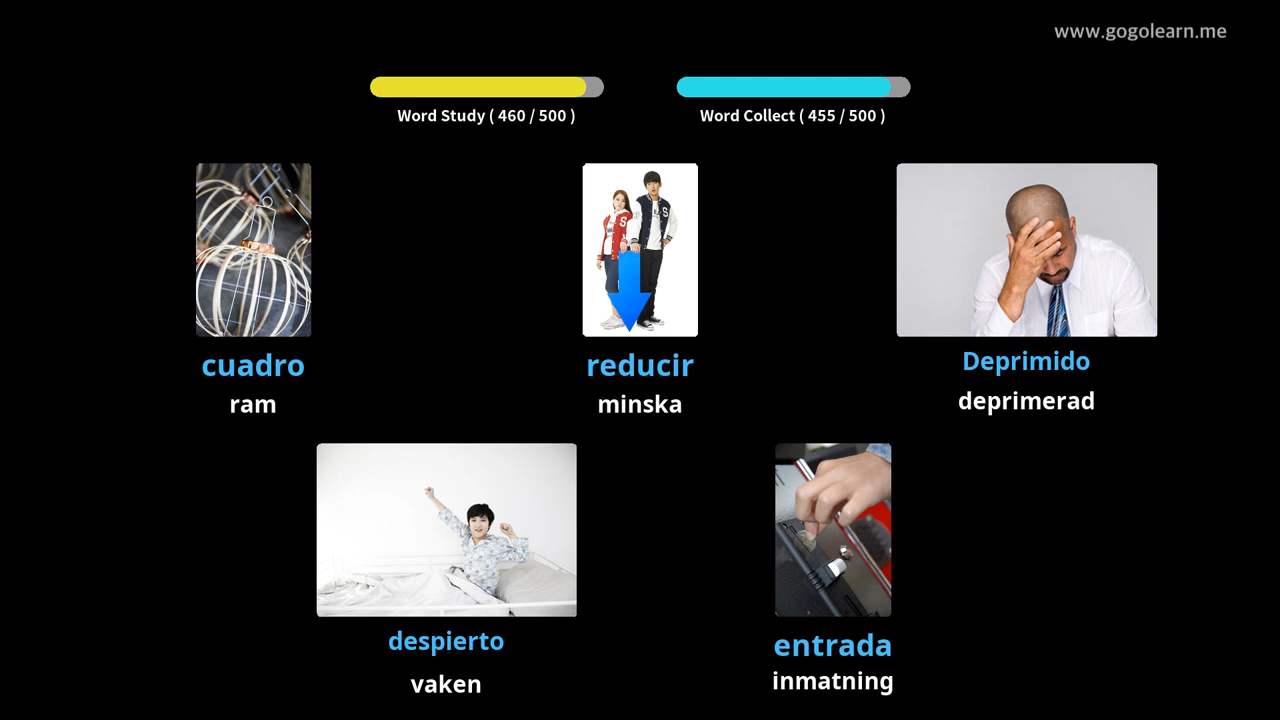 www.gogolearn.me
Word Study ( 460 / 500 )
Word Collect ( 455 / 500 )
cuadro
ram
reducir
minska
Deprimido
deprimerad
despierto
vaken
entrada
inmatning